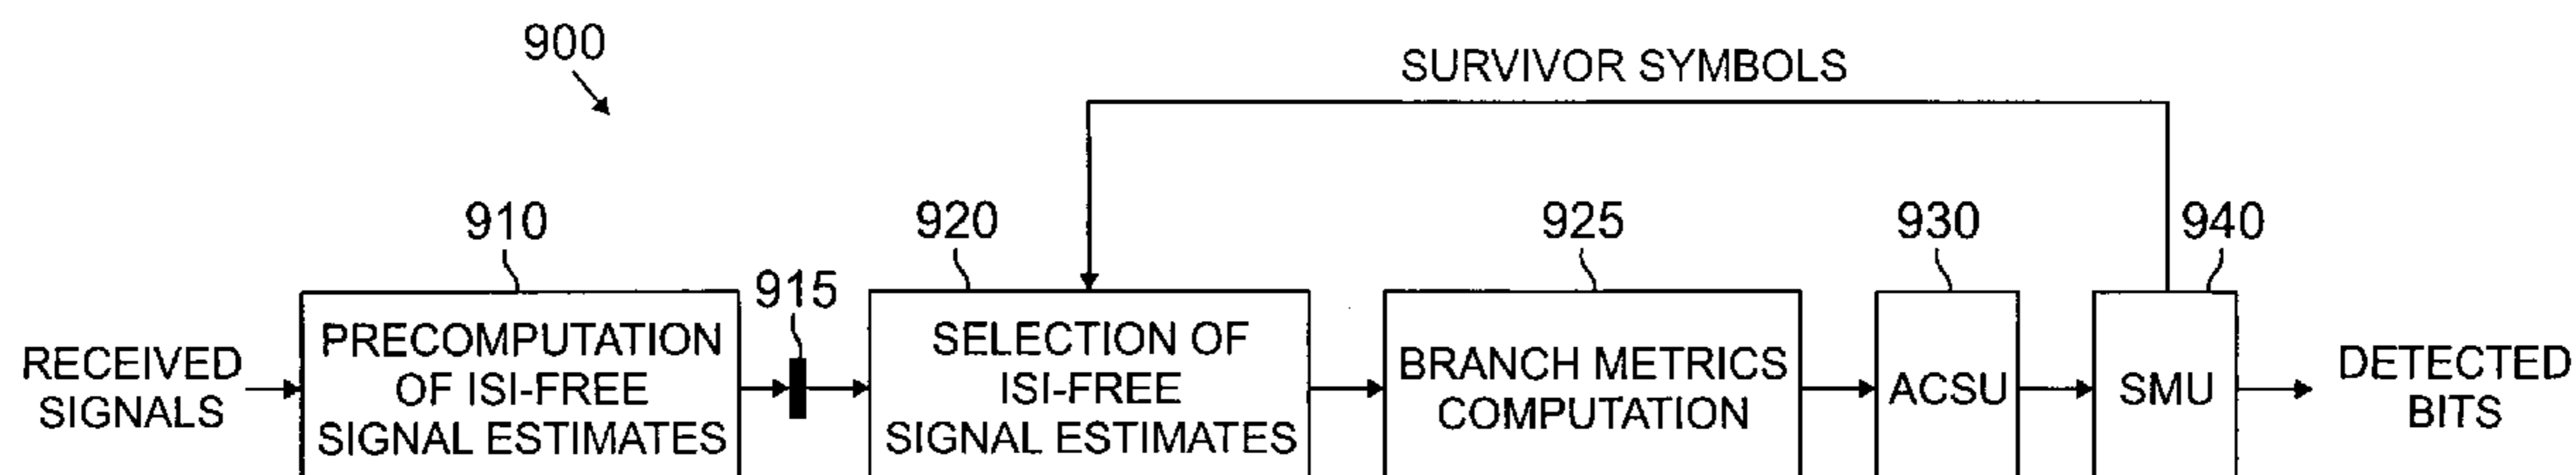 900
SURVIVOR SYMBOLS
910
915
920
925
930
940
RECEIVED
SIGNALS
PRECOMPUTATION
OF ISI-FREE
SIGNAL ESTIMATES
SELECTION OF
ISI-FREE
SIGNAL ESTIMATES
BRANCH METRICS
COMPUTATION
ACSU
SMU
DETECTED
BITS